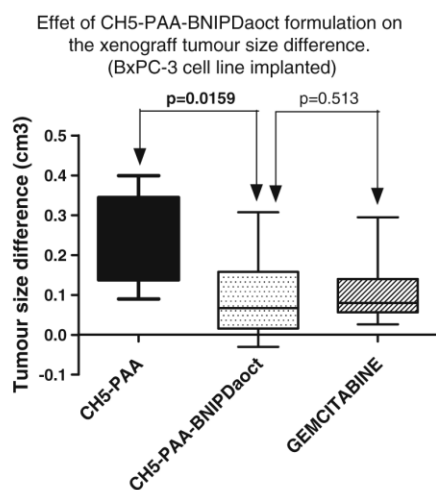 Effet of CH5-PAA-BNIPDaoct formulation on
the xenograff tumour size difference.
(BxPC-3 cell line implanted)
p=0.0159
p=0.513
Tumour size difference (cm3)
0.5
0.4
0.3
0.2
0.1
0.0
-0.1
CH5-PAA
CH5-PAA-BNIPDaoct
GEMCITABINE